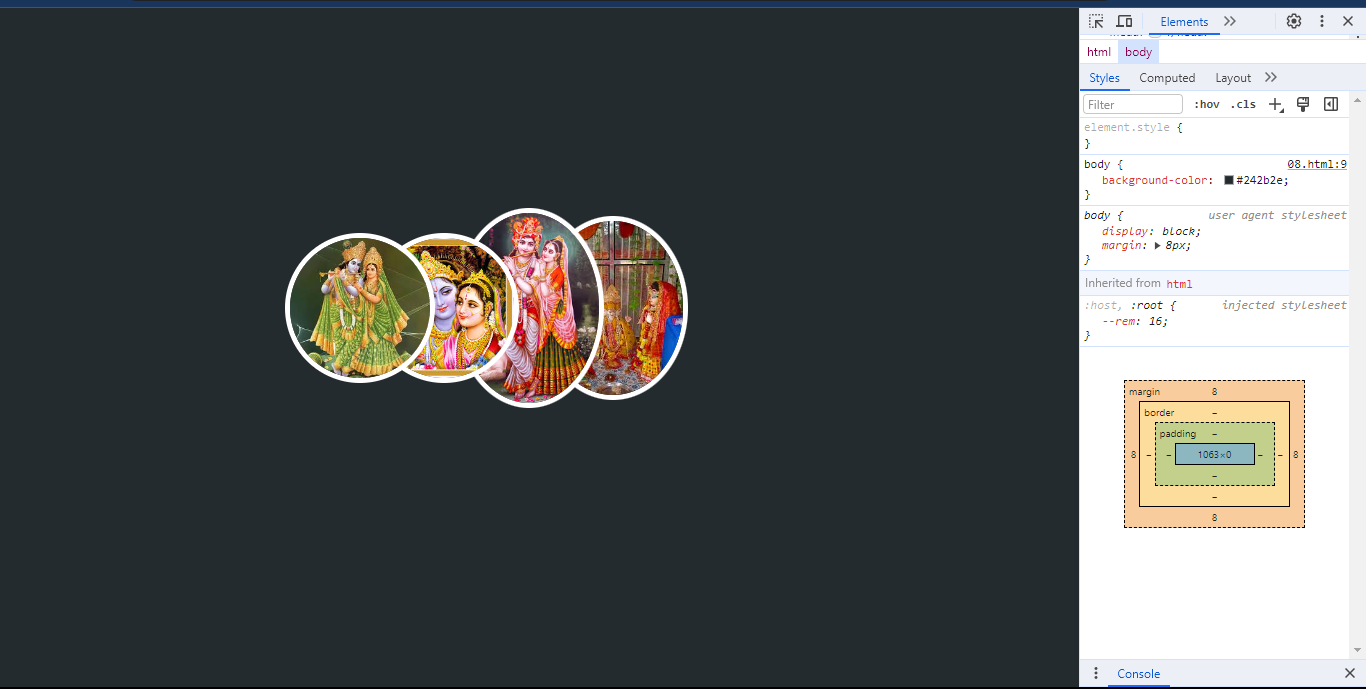 Elements
html body
Styles Computed Layout
Filter :hov .cls
element.style {
}
body { 08.html:9
background-color: #242b2e;
}
body { user agent stylesheet
display: block;
margin: 8px;
}
Inherited from html
:host, :root { injected stylesheet
--rem: 16;
}
margin 8
border –
padding –
8 – – 1063×0 – – 8
–
–
8
Console